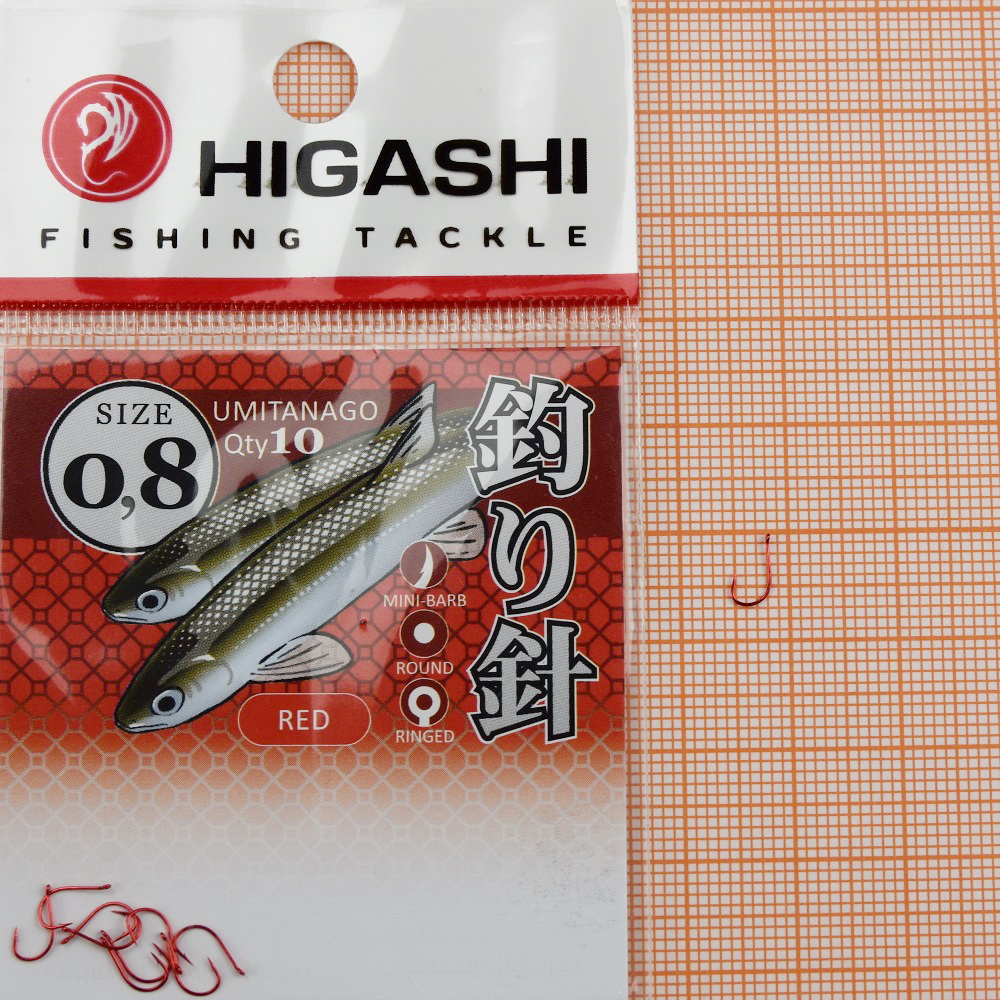 HIGASHI
FISHING TACKLE
SIZE
0,8
UMITANAGO
Qty10
釣り針
MINI-BARB
ROUND
RINGED
RED